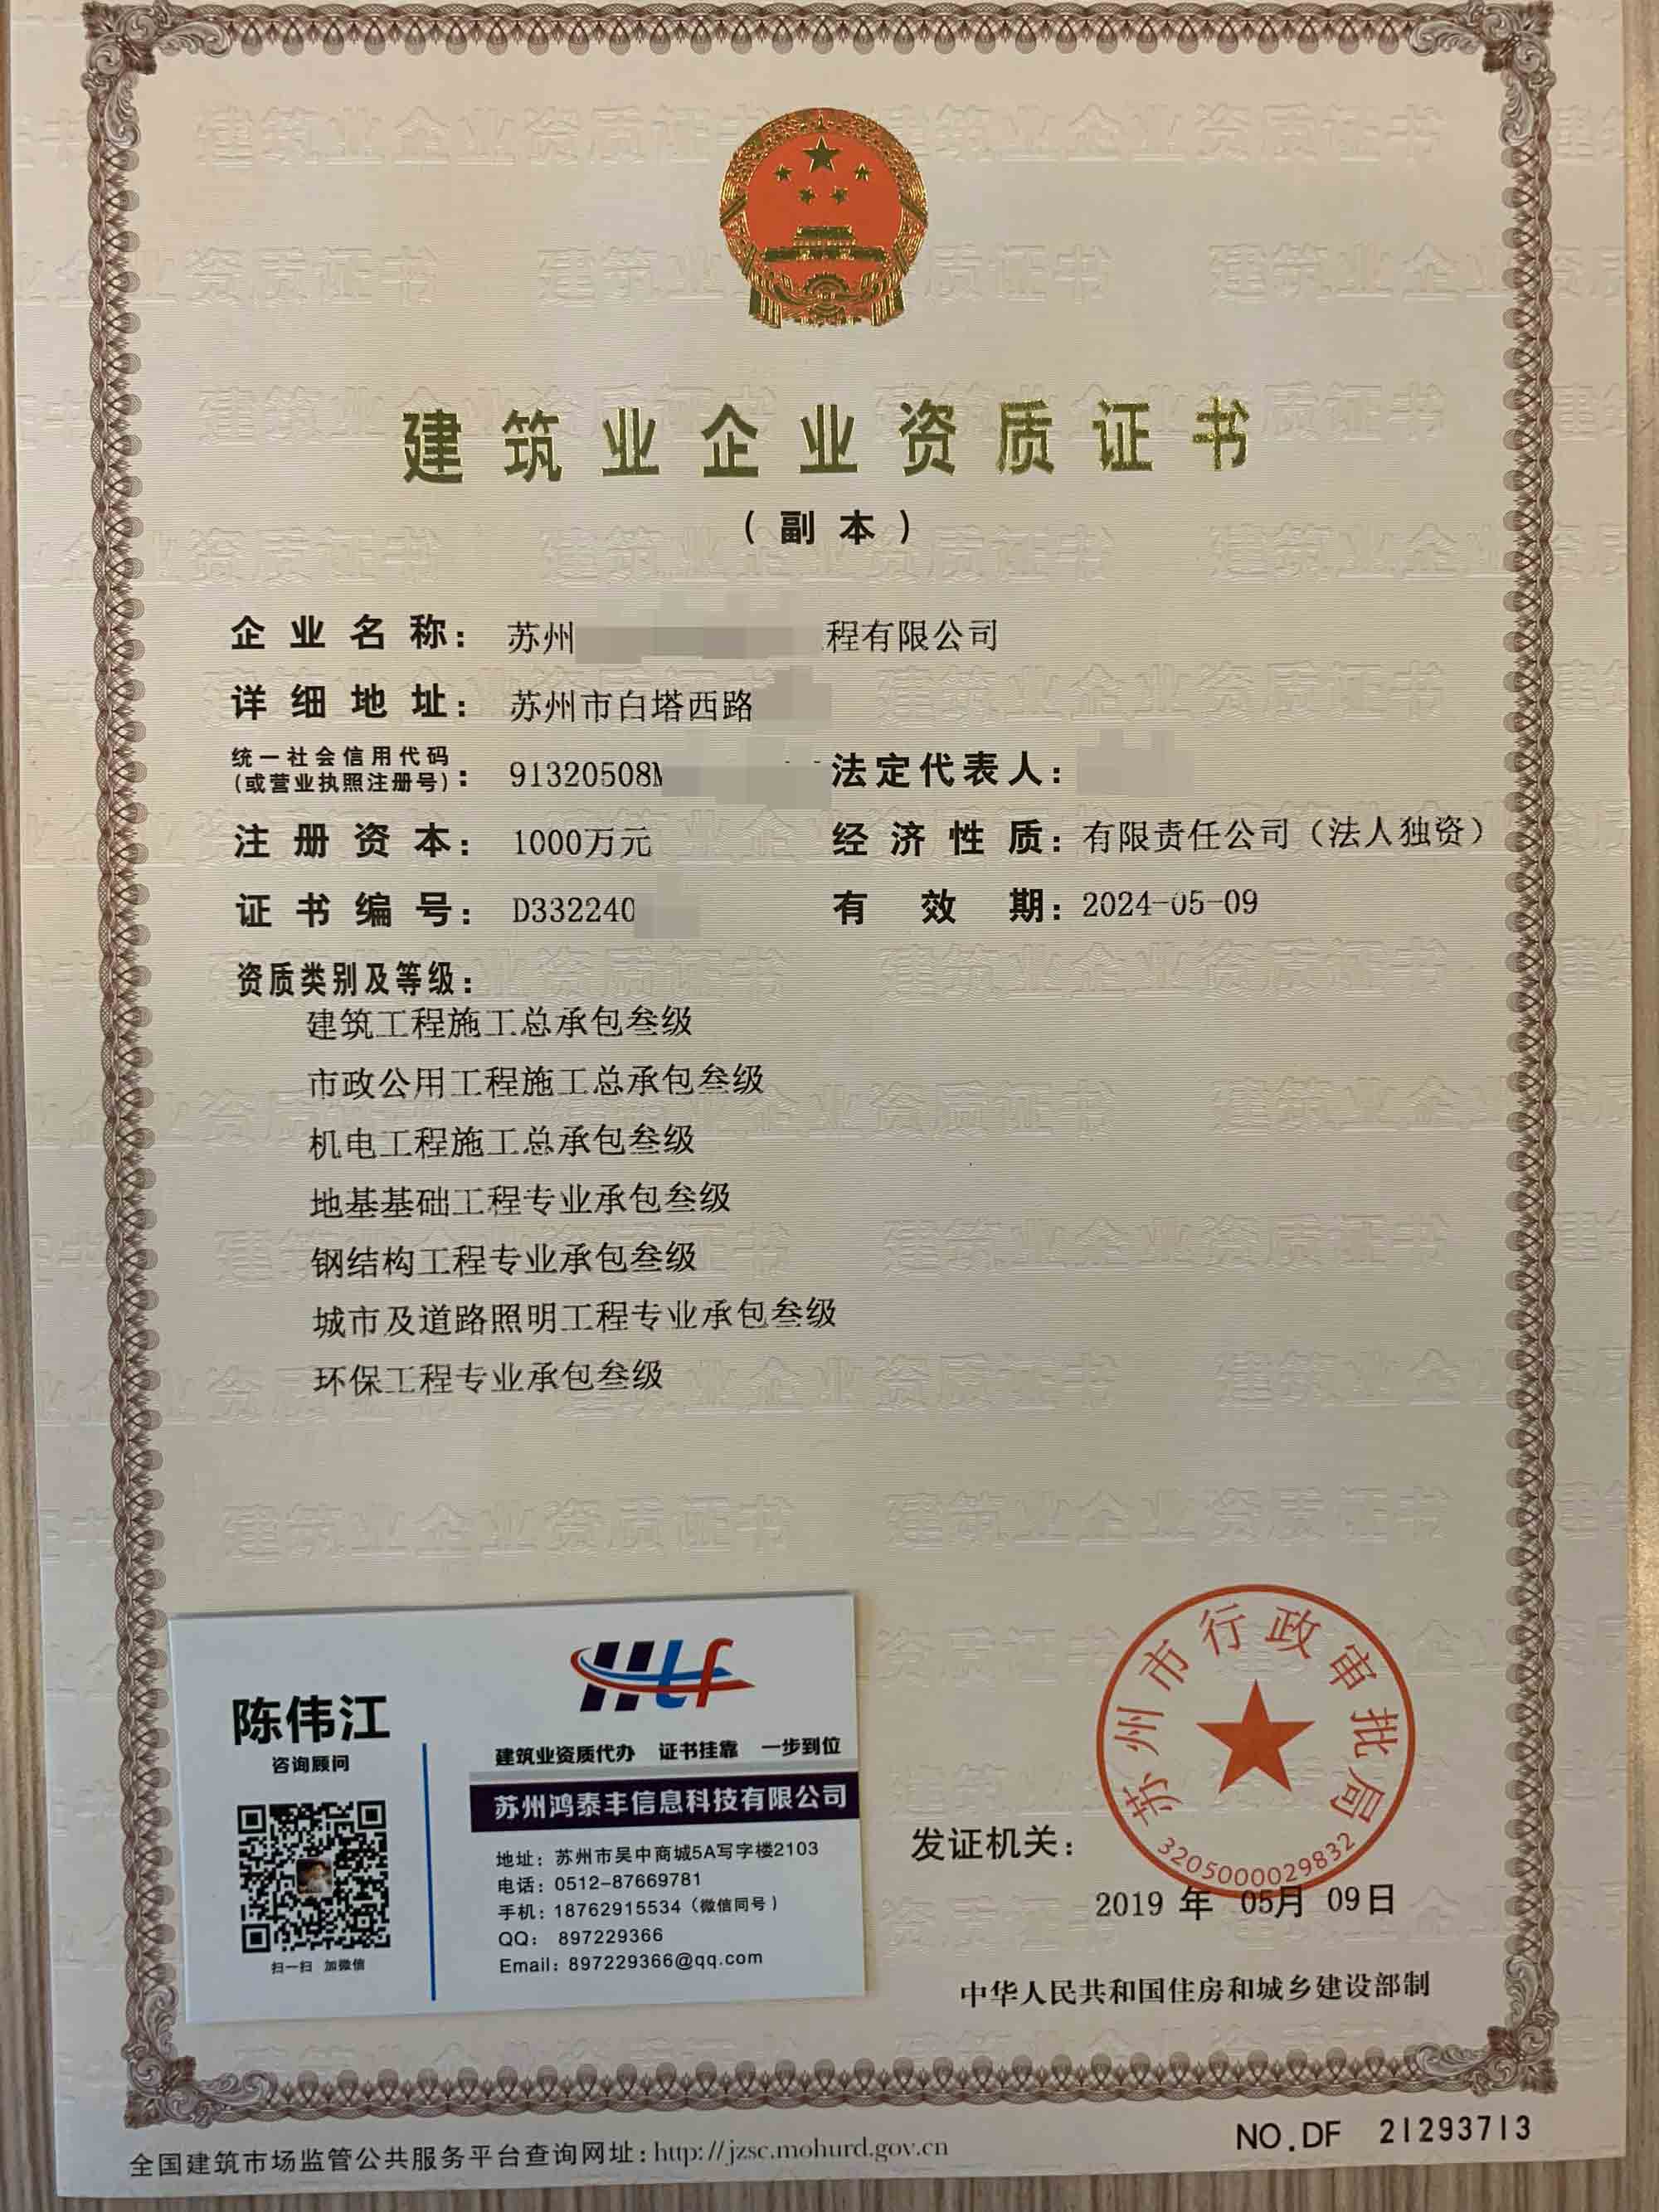 建筑业企业资质证书
（副本）
企业名称： 苏州 程有限公司
详细地址： 苏州市白塔西路
统一社会信用代码
(或营业执照注册号)： 91320508M 法定代表人：
注册资本： 1000万元 经济性质：有限责任公司（法人独资）
证书编号： D332240 有效期：2024-05-09
资质类别及等级：
建筑工程施工总承包叁级
市政公用工程施工总承包叁级
机电工程施工总承包叁级
地基基础工程专业承包叁级
钢结构工程专业承包叁级
城市及道路照明工程专业承包叁级
环保工程专业承包叁级
陈伟江
咨询顾问
扫一扫 加微信
Htf
建筑业资质代办 证书挂靠 一步到位
苏州鸿泰丰信息科技有限公司
地址：苏州市吴中商城5A写字楼2103
电话：0512-87669781
手机：18762915534（微信同号）
QQ： 897229366
Email：897229366@qq.com
苏州市行政审批局
3205000029832
发证机关：
2019 年 05月 09日
中华人民共和国住房和城乡建设部制
全国建筑市场监管公共服务平台查询网址：http://jzsc.mohurd.gov.cn
NO.DF 21293713